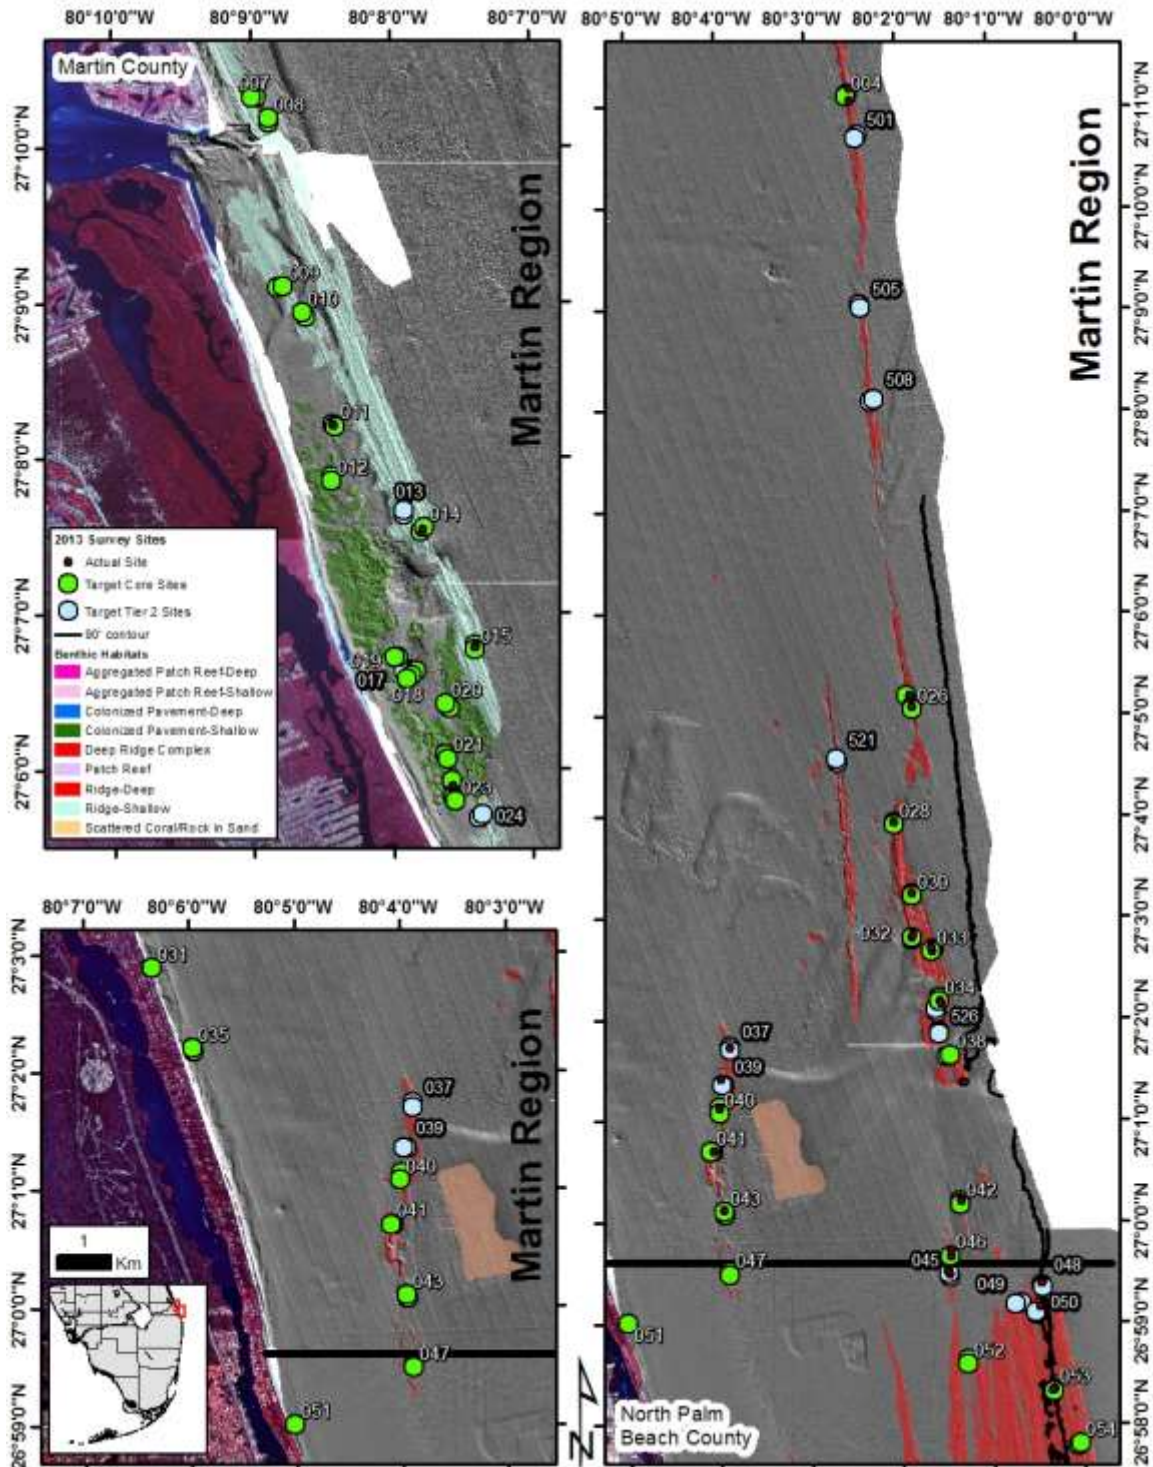 80°10'0"W 80°9'0"W 80°8'0"W 80°7'0"W
80°5'0"W 80°4'0"W 80°3'0"W 80°2'0"W 80°1'0"W 80°0'0"W
Martin County
27°10'0"N
27°9'0"N
27°8'0"N
27°7'0"N
27°6'0"N
007
008
009
010
011
012
013
014
015
017
018
020
021
023
024
Martin Region
2013 Survey Sites
Actual Site
Target Core Sites
Target Tier 2 Sites
90' contour
Benthic Habitats
Aggregated Patch Reef-Deep
Aggregated Patch Reef-Shallow
Colonized Pavement-Deep
Colonized Pavement-Shallow
Deep Ridge Complex
Patch Reef
Ridge-Deep
Ridge-Shallow
Scattered Coral/Rock in Sand
80°7'0"W 80°6'0"W 80°5'0"W 80°4'0"W 80°3'0"W
27°3'0"N
27°2'0"N
27°1'0"N
27°0'0"N
26°59'0"N
031
035
037
039
040
041
043
047
051
Martin Region
1
Km
004
501
505
508
026
521
028
030
032
033
034
526
038
037
039
040
041
043
042
046
045
047
048
049
050
051
052
053
054
Martin Region
27°11'0"N
27°10'0"N
27°9'0"N
27°8'0"N
27°7'0"N
27°6'0"N
27°5'0"N
27°4'0"N
27°3'0"N
27°2'0"N
27°1'0"N
27°0'0"N
26°59'0"N
26°58'0"N
N
North Palm
Beach County